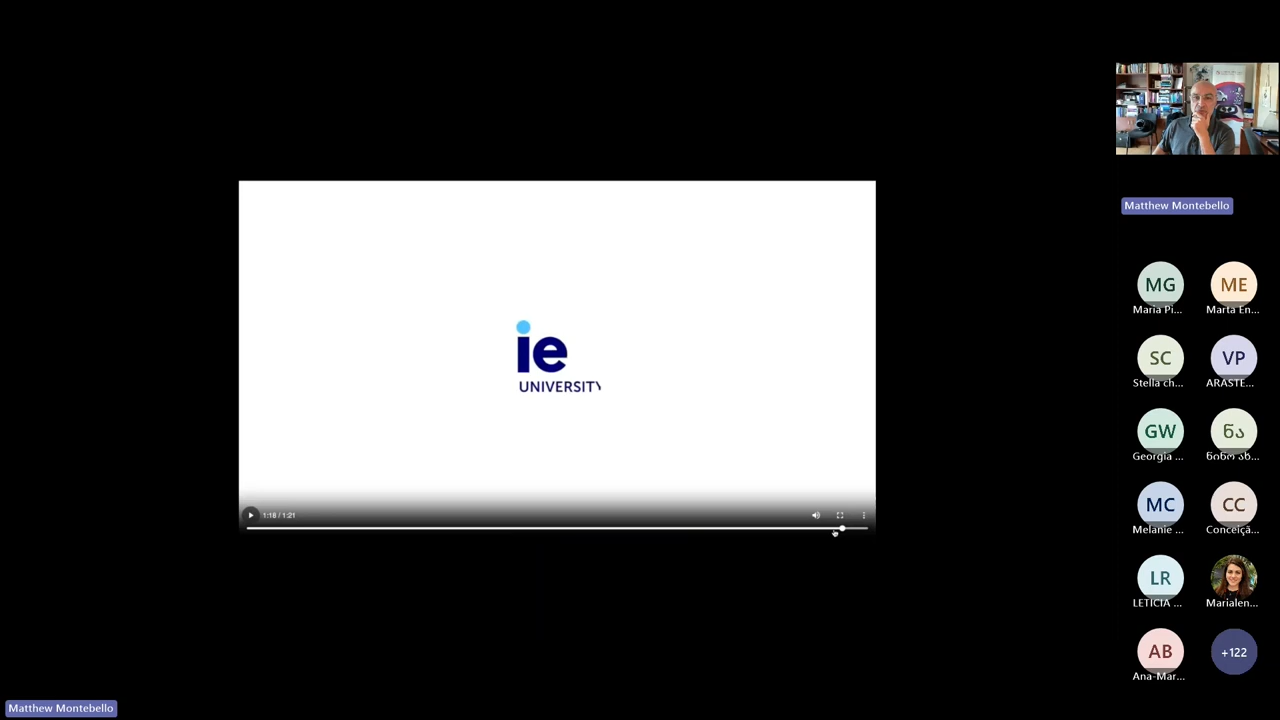 ie
UNIVERSITY
1:18 / 1:21
Matthew Montebello
MG
ME
Maria Pi...
Marta En...
SC
VP
Stella ch...
ARASTE...
GW
ნა
Georgia ...
ნინო ახ...
MC
CC
Melanie ...
Conceiçã...
LR
LETICIA ...
Marialen...
AB
+122
Ana-Mar...
Matthew Montebello